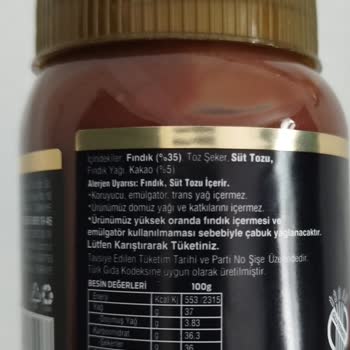 İçindekiler: Fındık (%35), Toz Şeker, Süt Tozu,
Fındık Yağı, Kakao (%5)
Alerjen Uyarısı: Fındık, Süt Tozu İçerir.
•Koruyucu, emülgatör, trans yağ içermez.
•Ürünümüz domuz yağı ve katkılarını içermez.
•Ürünümüz yüksek oranda fındık içermesi ve
emülgatör kullanılmaması sebebiyle çabuk yağlanacaktır.
Lütfen Karıştırarak Tüketiniz.
Tavsiye Edilen Tüketim Tarihi ve Parti No Şişe Üzerindedir.
Türk Gıda Kodeksine uygun olarak üretilmiştir.
BESİN DEĞERLERİ 100g
Enerji Kcal Kj 553 2315
Yağ g 37
Doymuş Yağ g 3.83
Karbonhidrat g 36.3
Şekerler g 36